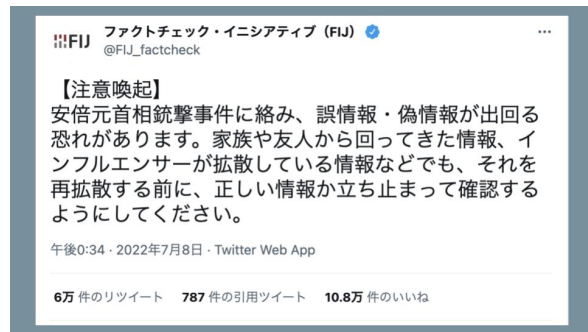 FIJ
ファクトチェック・イニシアティブ（FIJ）
@FIJ_factcheck
【注意喚起】
安倍元首相銃撃事件に絡み、誤情報・偽情報が出回る
恐れがあります。家族や友人から回ってきた情報、イ
ンフルエンサーが拡散している情報などでも、それを
再拡散する前に、正しい情報か立ち止まって確認する
ようにしてください。
午後0:34 · 2022年7月8日 · Twitter Web App
6万 件のリツイート 787 件の引用ツイート 10.8万 件のいいね